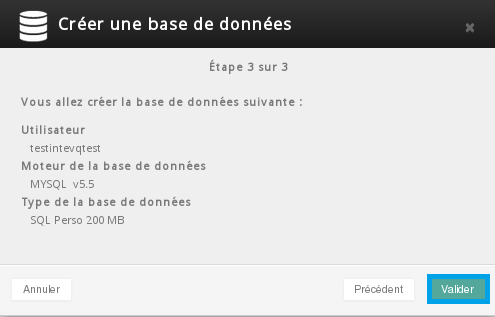 Créer une base de données
Étape 3 sur 3
Vous allez créer la base de données suivante :
Utilisateur
testintevqtest
Moteur de la base de données
MYSQL v5.5
Type de la base de données
SQL Perso 200 MB
Annuler
Précédent
Valider